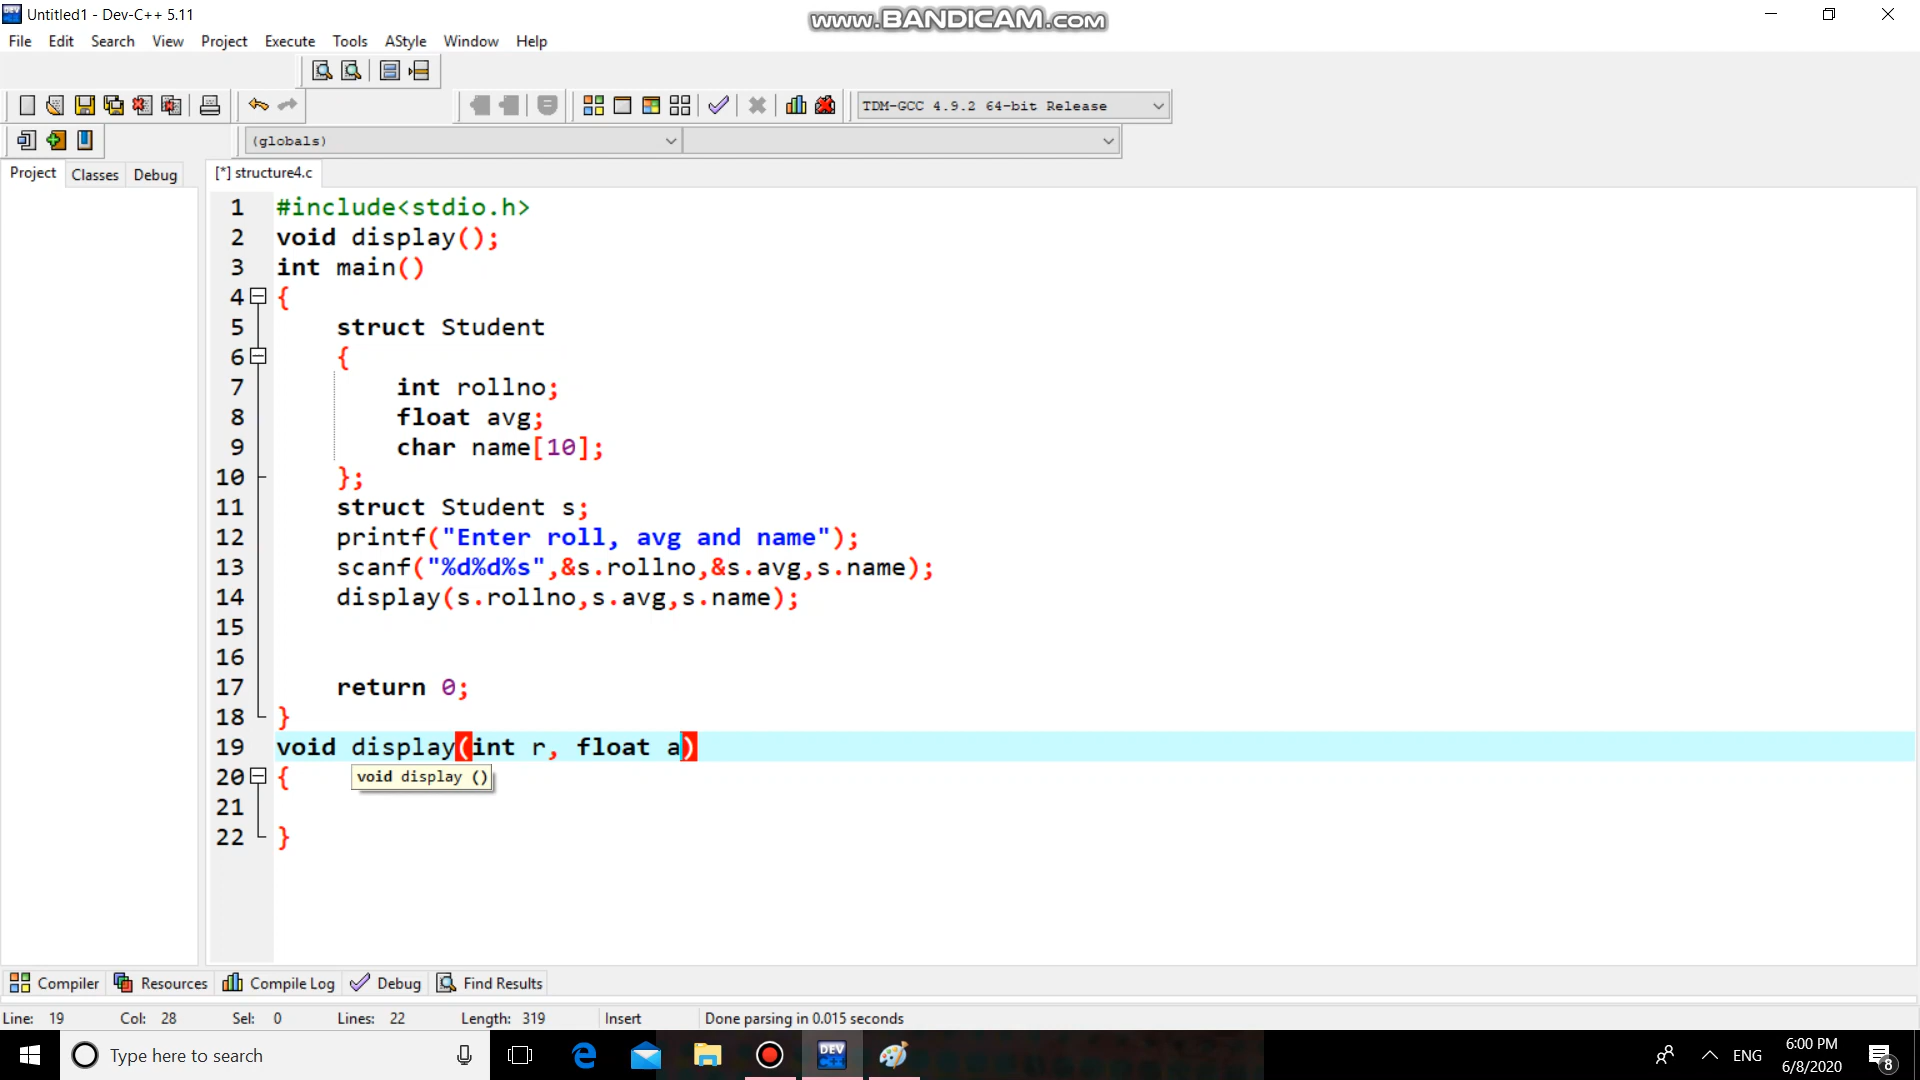 Untitled1 - Dev-C++ 5.11
www.BANDICAM.com
File Edit Search View Project Execute Tools AStyle Window Help
TDM-GCC 4.9.2 64-bit Release
(globals)
Project Classes Debug
[*] structure4.c
1 #include<stdio.h>
2 void display();
3 int main()
4 {
5 struct Student
6 {
7 int rollno;
8 float avg;
9 char name[10];
10 };
11 struct Student s;
12 printf("Enter roll, avg and name");
13 scanf("%d%d%s",&s.rollno,&s.avg,s.name);
14 display(s.rollno,s.avg,s.name);
15
16
17 return 0;
18 }
19 void display(int r, float a)
20 {
void display ()
21
22 }
Compiler Resources Compile Log Debug Find Results
Line: 19 Col: 28 Sel: 0 Lines: 22 Length: 319 Insert Done parsing in 0.015 seconds
Type here to search
DEV C++
ENG
6:00 PM
6/8/2020
8